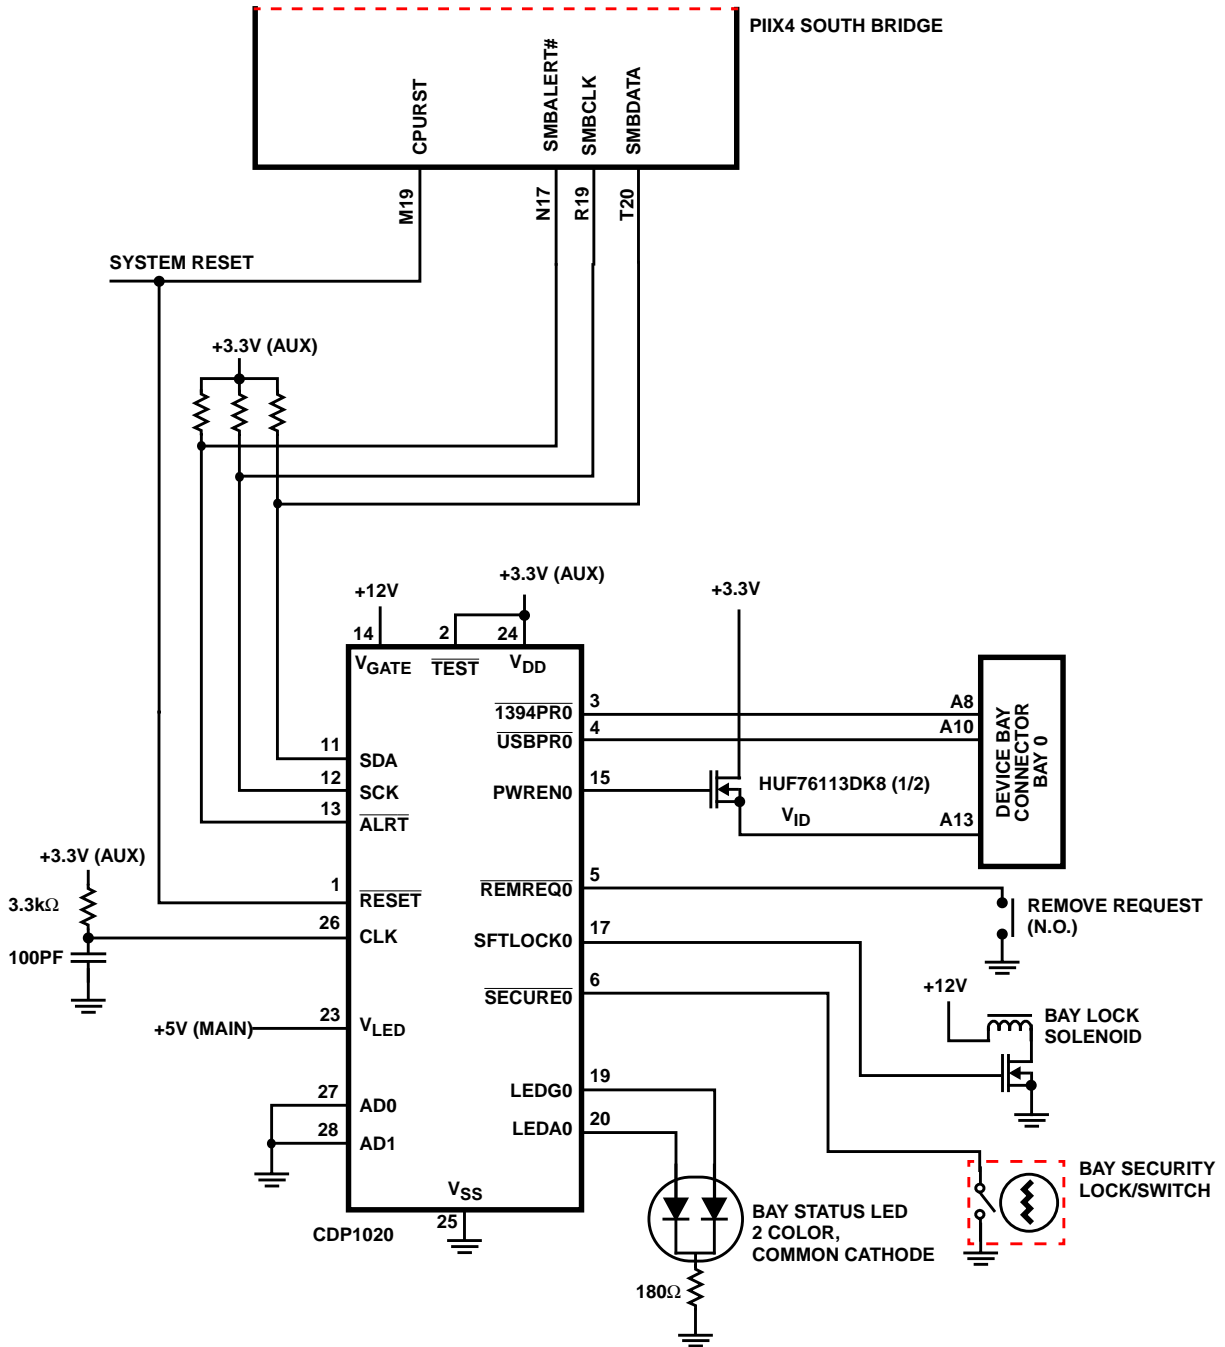 PIIX4 SOUTH BRIDGE
CPURST
SMBALERT#
SMBCLK
SMBDATA
M19
N17
R19
T20
SYSTEM RESET
+3.3V (AUX)
+3.3V (AUX)
+12V
+3.3V
14
2
24
VGATE
TEST
VDD
3
1394PR0
A8
4
USBPR0
A10
11
SDA
12
SCK
13
ALRT
15
PWREN0
HUF76113DK8 (1/2)
VID
A13
DEVICE BAY
CONNECTOR
BAY 0
+3.3V (AUX)
3.3kΩ
100PF
1
RESET
26
CLK
5
REMREQ0
REMOVE REQUEST
(N.O.)
17
SFTLOCK0
6
SECURE0
+12V
BAY LOCK
SOLENOID
+5V (MAIN)
23
VLED
27
AD0
28
AD1
19
LEDG0
20
LEDA0
VSS
25
CDP1020
BAY STATUS LED
2 COLOR,
COMMON CATHODE
180Ω
BAY SECURITY
LOCK/SWITCH